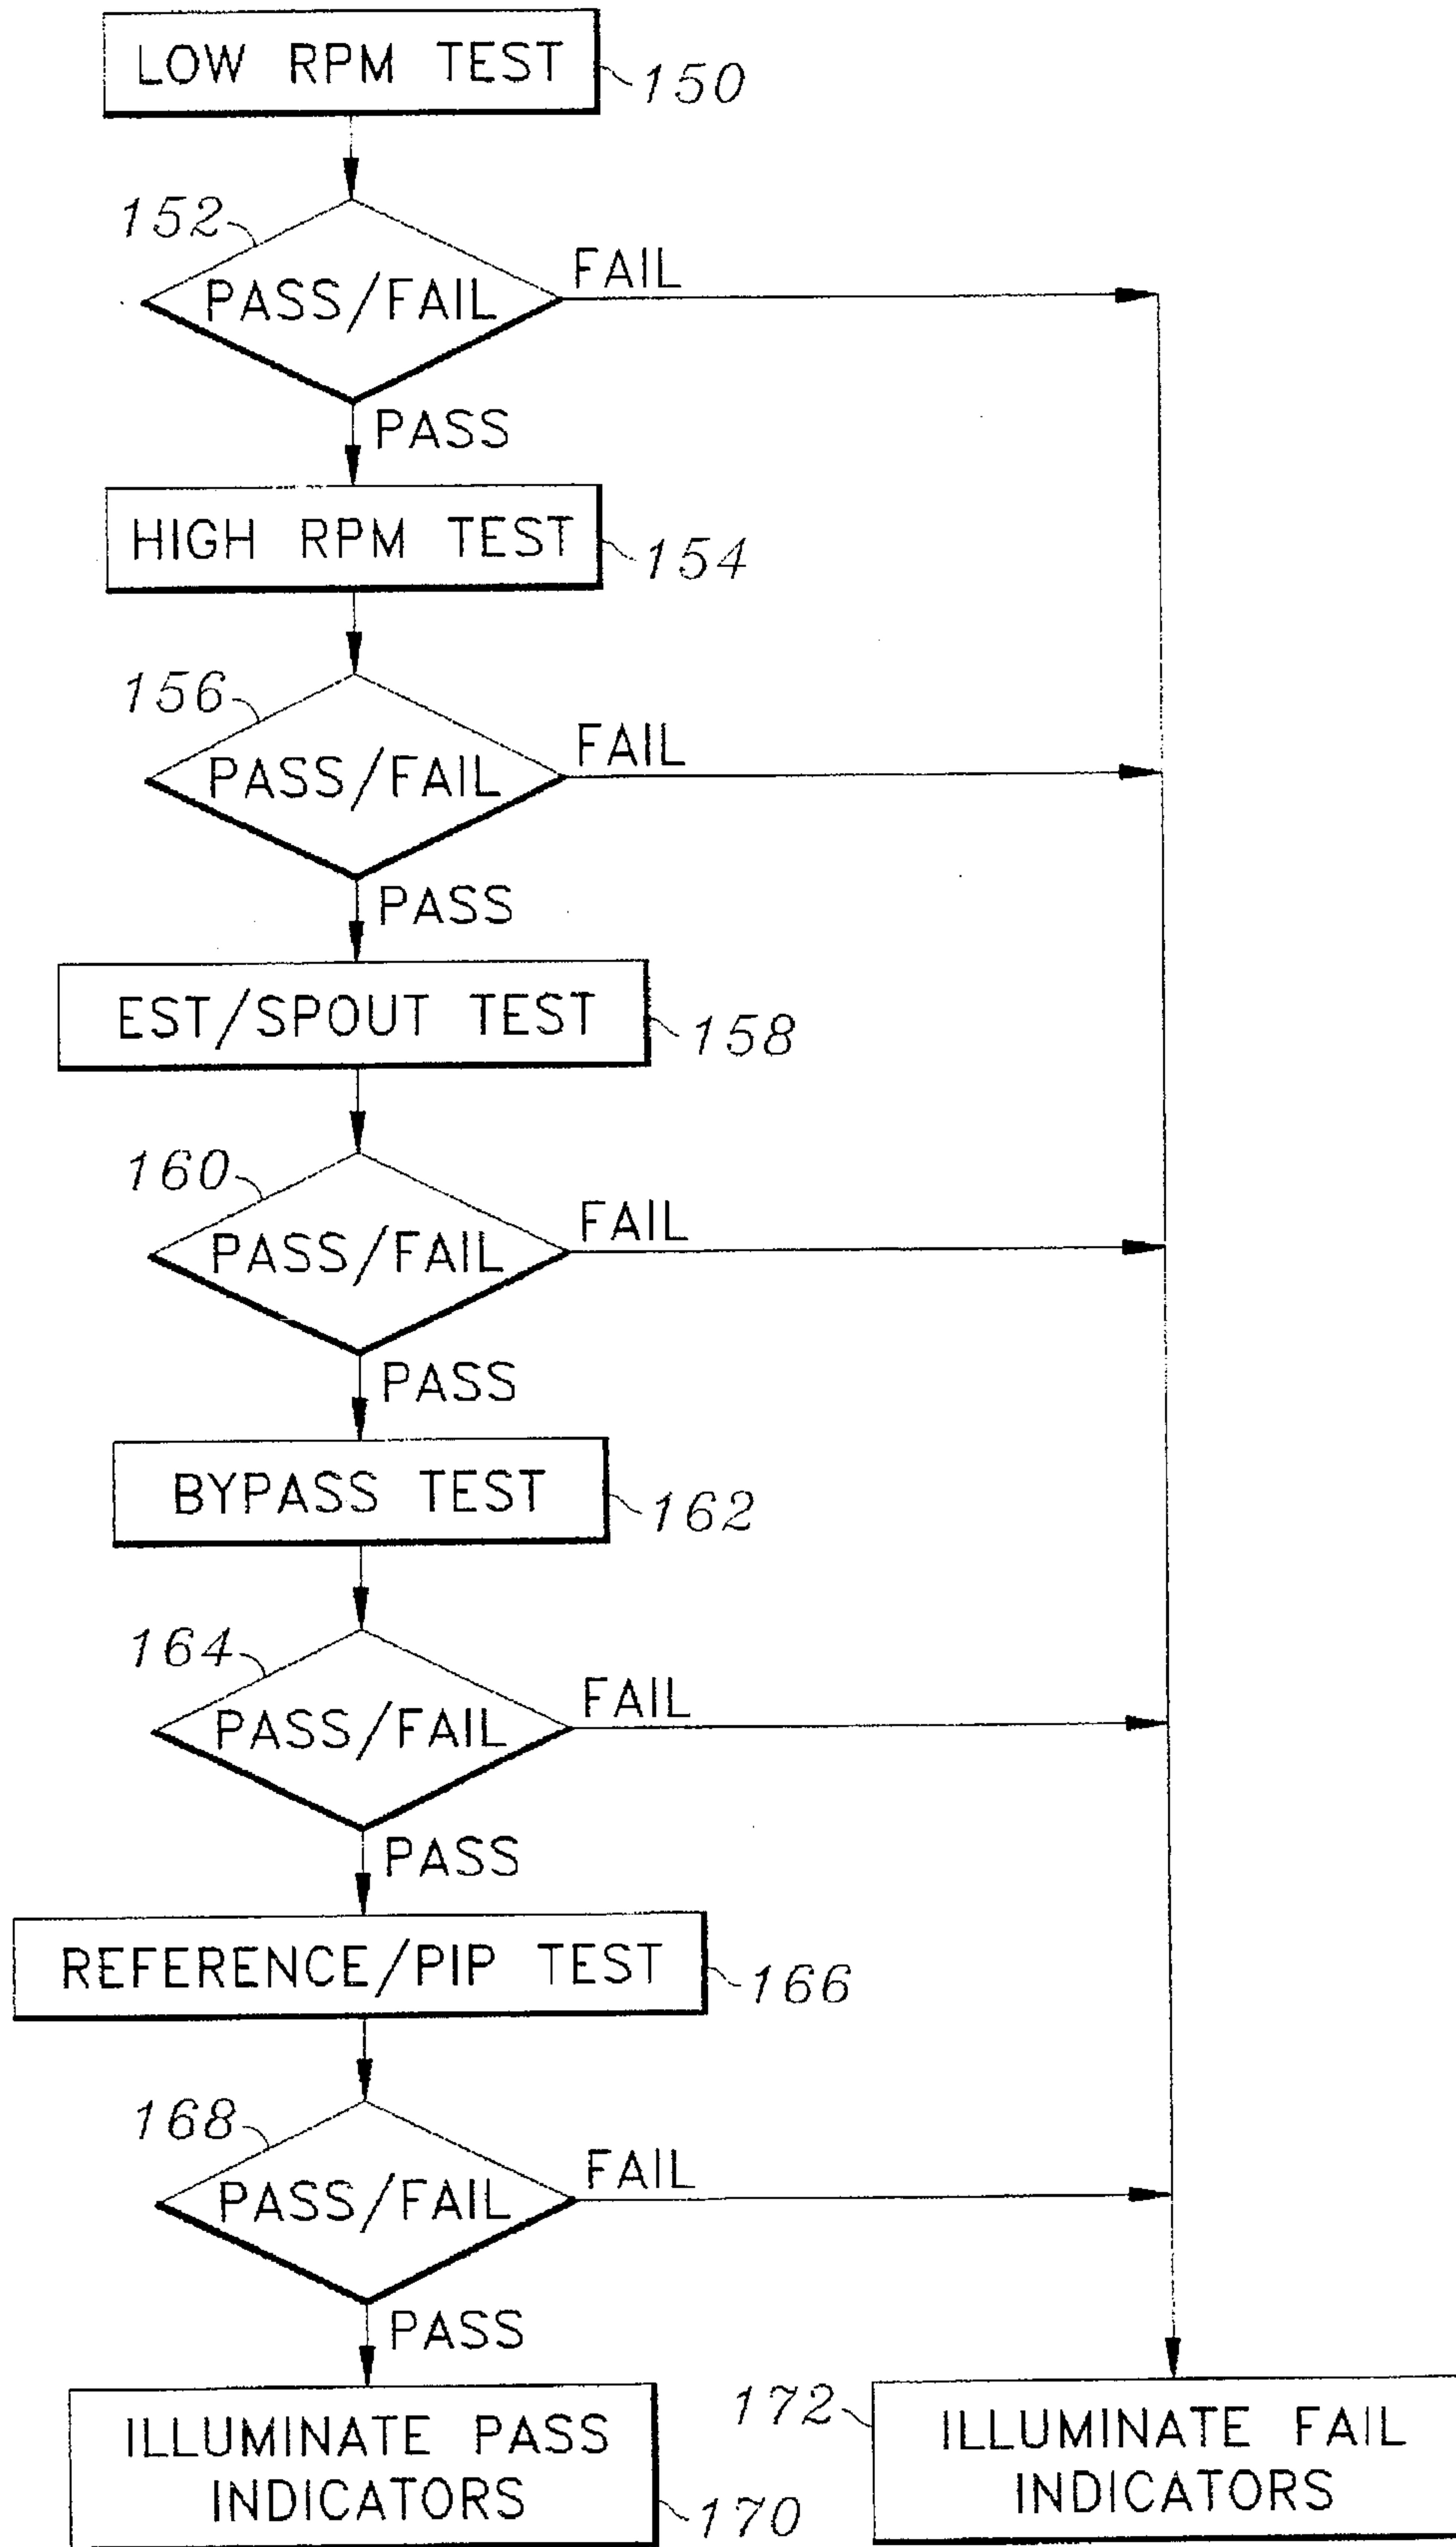 LOW RPM TEST
150
152
PASS/FAIL
FAIL
PASS
HIGH RPM TEST
154
156
PASS/FAIL
FAIL
PASS
EST/SPOUT TEST
158
160
PASS/FAIL
FAIL
PASS
BYPASS TEST
162
164
PASS/FAIL
FAIL
PASS
REFERENCE/PIP TEST
166
168
PASS/FAIL
FAIL
PASS
ILLUMINATE PASS
INDICATORS
170
172
ILLUMINATE FAIL
INDICATORS